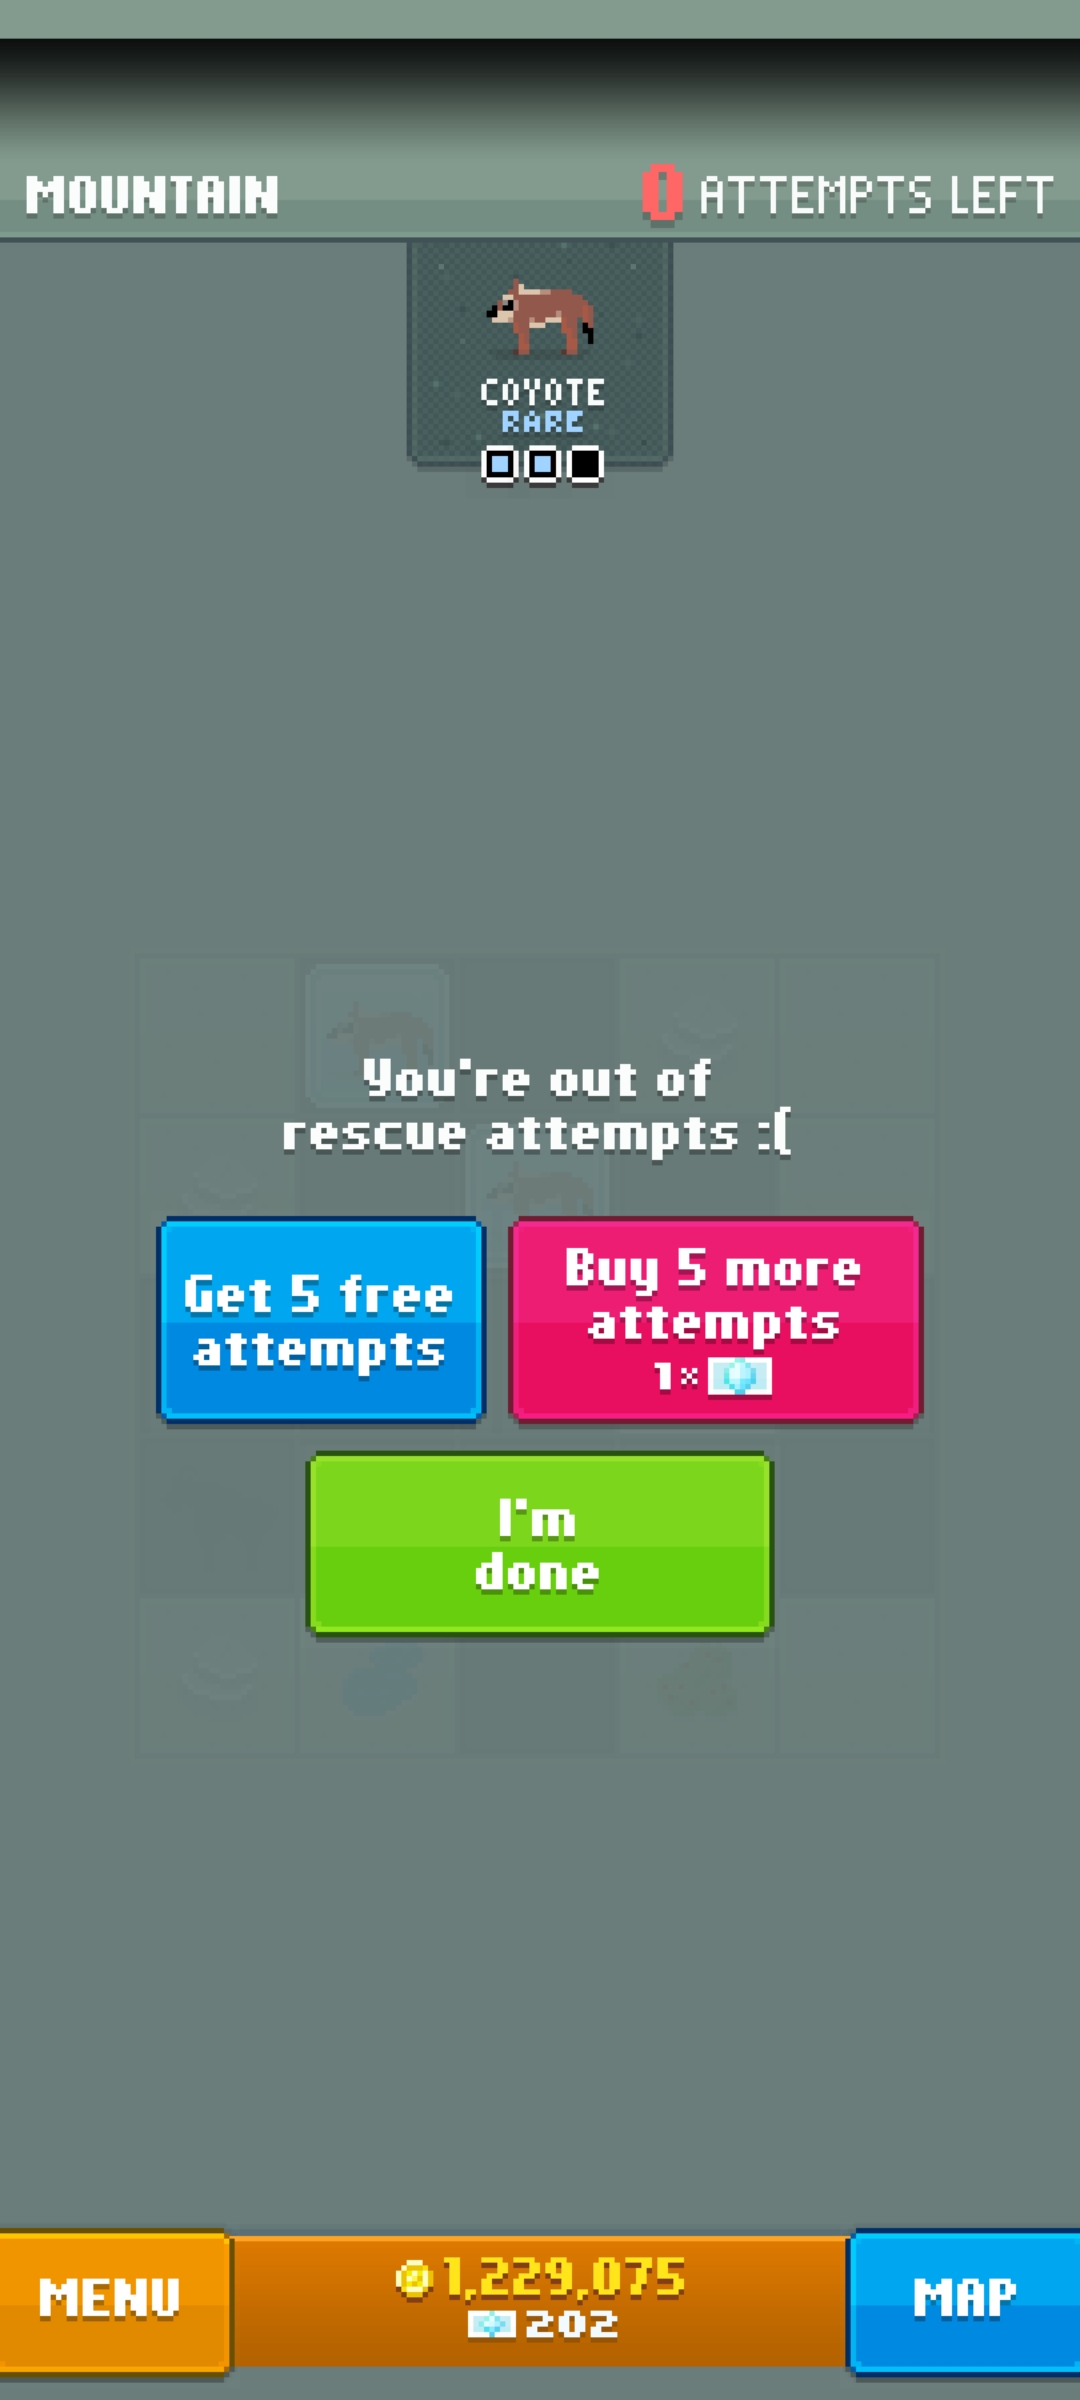 MOUNTAIN
0 ATTEMPTS LEFT
COYOTE
RARE
You're out of
rescue attempts :(
Get 5 free
attempts
Buy 5 more
attempts
1×
I'm
done
MENU
1,229,075
202
MAP